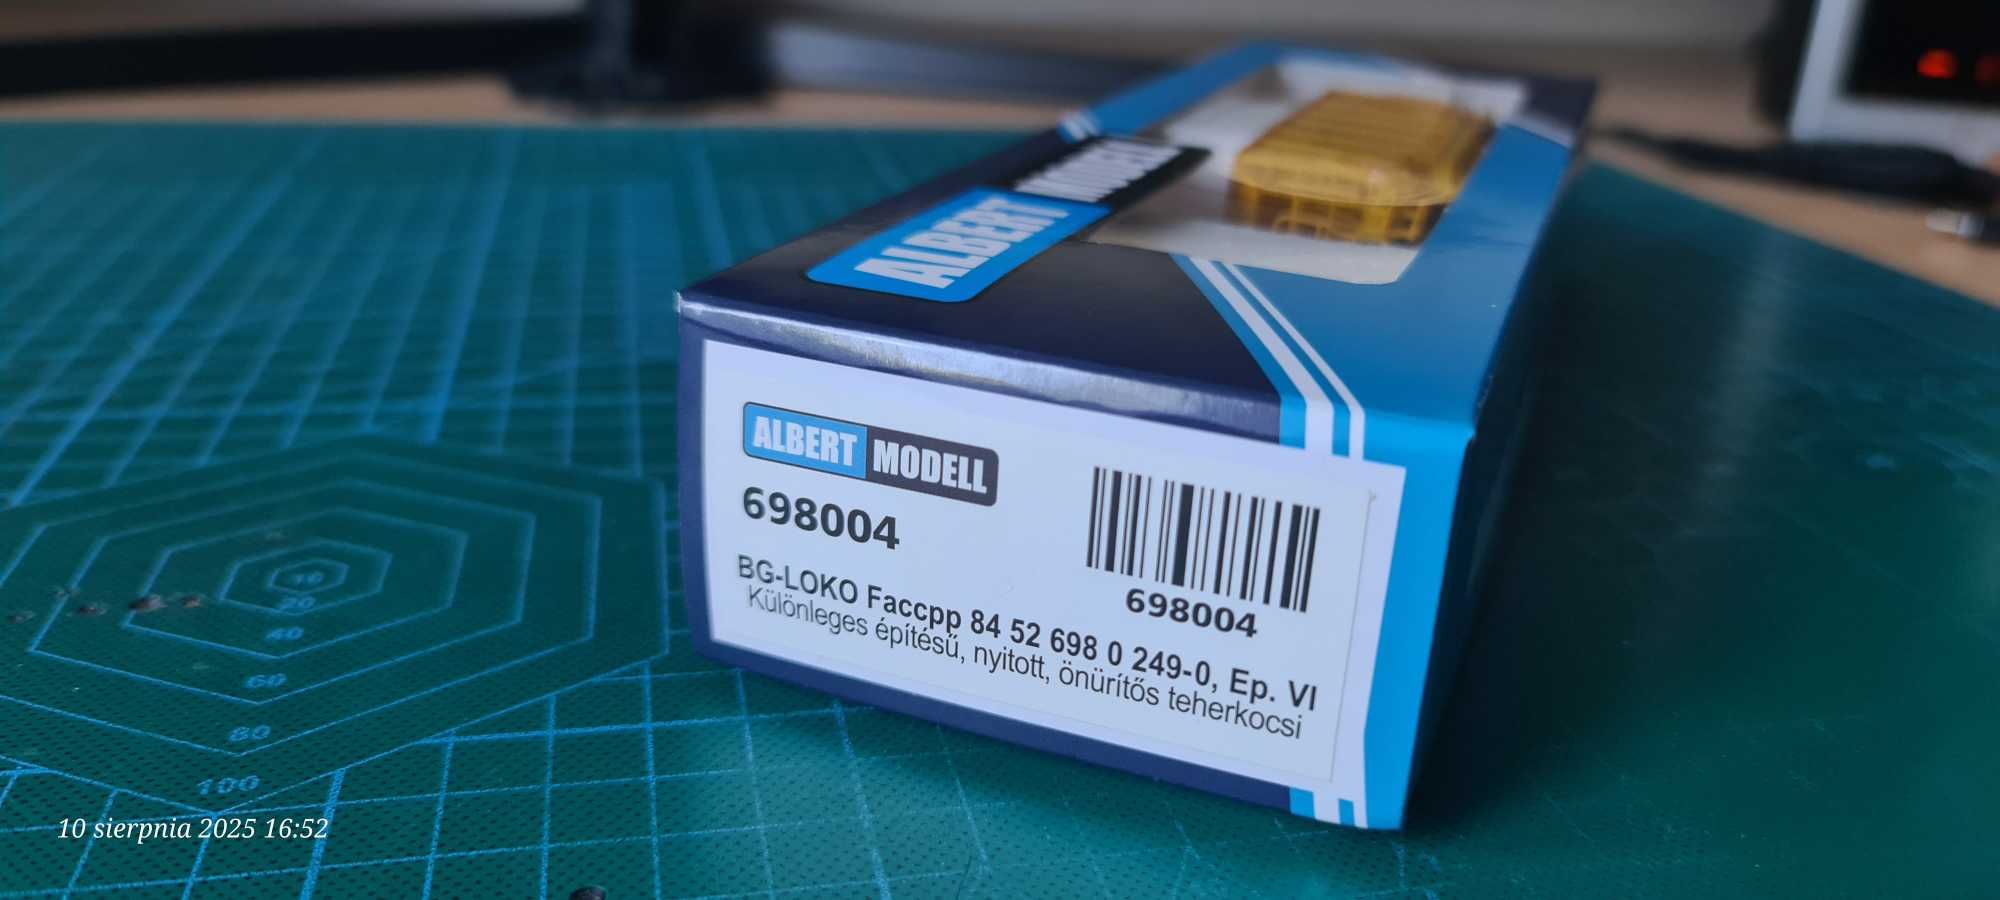 ALBERT MODELL
ALBERT MODELL
698004
698004
BG-LOKO Faccpp 84 52 698 0 249-0, Ep. VI
Különleges építésű, nyitott, önürítős teherkocsi
10
20
40
60
80
100
10 sierpnia 2025 16:52